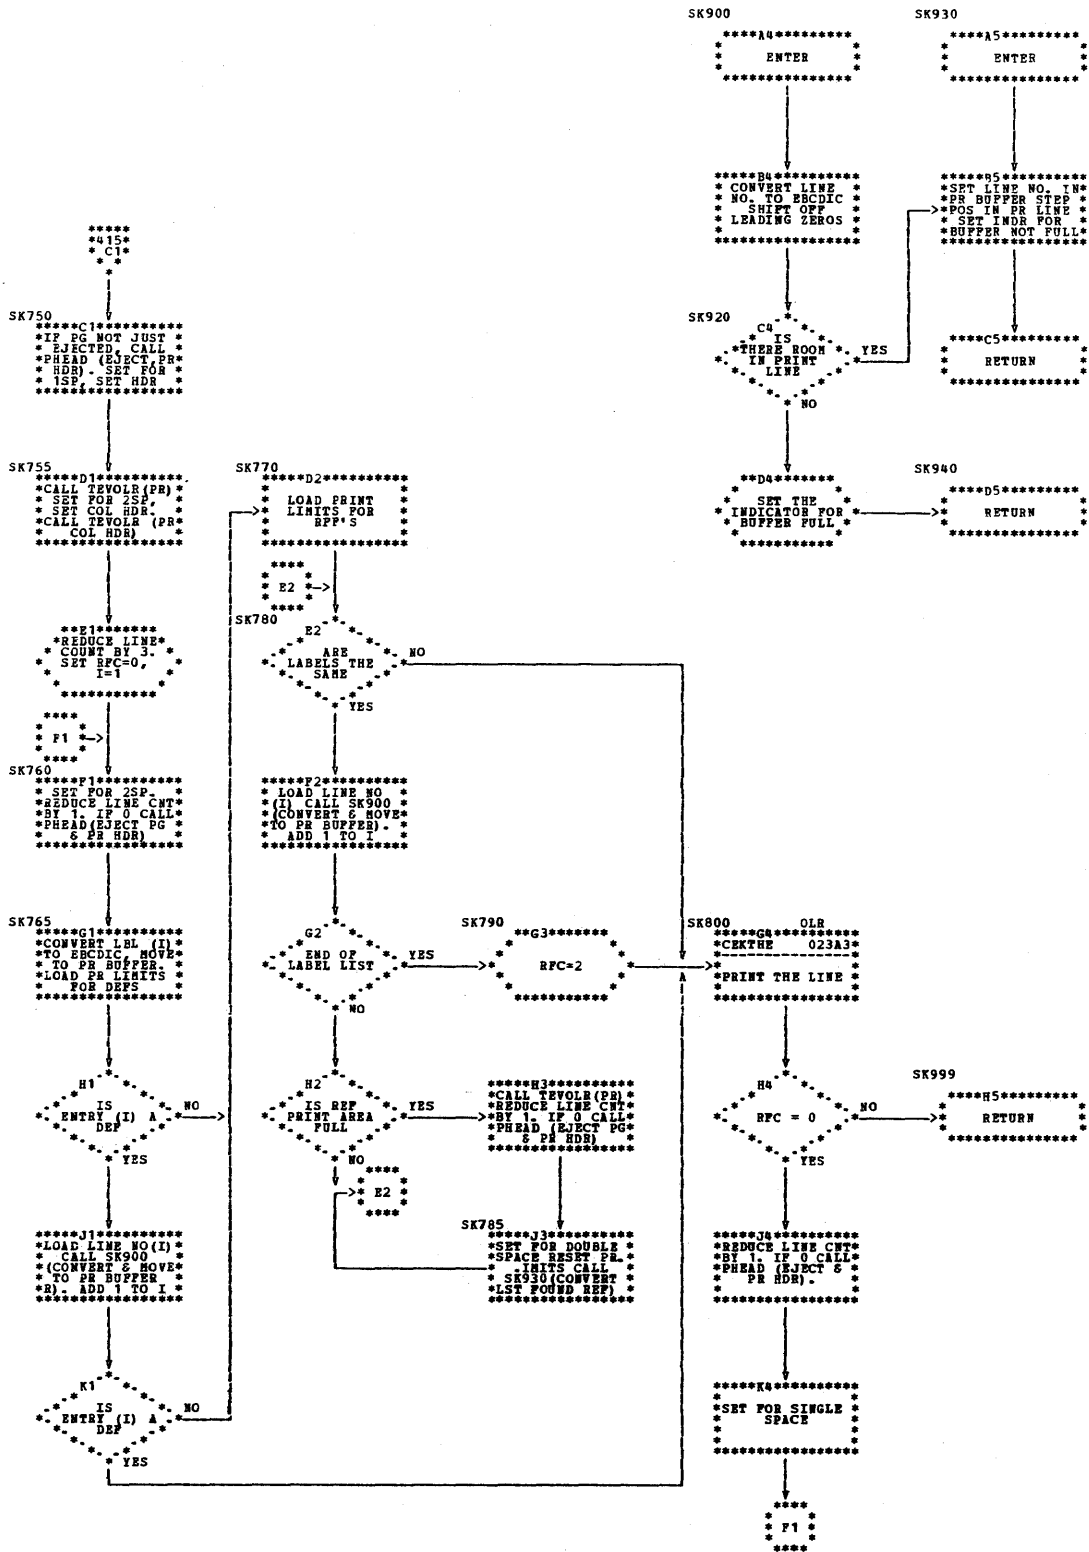 SK900
SK930
A4
ENTER
A5
ENTER
B4
CONVERT LINE
NO. TO EBCDIC
SHIFT OFF
LEADING ZEROS
B5
SET LINE NO. IN
PR BUFFER STEP
POS IN PR LINE
SET INDR FOR
BUFFER NOT FULL
415
C1
SK750
C1
IF PG NOT JUST
EJECTED, CALL
PHEAD (EJECT,PR
HDR). SET FOR
1SP, SET HDR
SK920
C4
IS
THERE ROOM
IN PRINT
LINE
YES
NO
C5
RETURN
SK755
D1
CALL TEVOLR(PR)
SET FOR 2SP,
SET COL HDR.
CALL TEVOLR (PR
COL HDR)
SK770
D2
LOAD PRINT
LIMITS FOR
RFF'S
D4
SET THE
INDICATOR FOR
BUFFER FULL
SK940
D5
RETURN
E2
E1
REDUCE LINE
COUNT BY 3.
SET RFC=0,
I=1
SK780
E2
ARE
LABELS THE
SAME
NO
YES
F1
SK760
F1
SET FOR 2SP.
REDUCE LINE CNT
BY 1. IF 0 CALL
PHEAD(EJECT PG
& PR HDR)
F2
LOAD LINE NO
(I) CALL SK900
(CONVERT & MOVE
TO PR BUFFER).
ADD 1 TO I
SK765
G1
CONVERT LBL (I)
TO EBCDIC, MOVE
TO PR BUFFER.
LOAD PR LIMITS
FOR DEFS
G2
END OF
LABEL LIST
YES
NO
SK790
G3
RFC=2
SK800
OLR
G4
CEKTHE 023A3
PRINT THE LINE
H1
IS
ENTRY (I) A
DEF
NO
YES
H2
IS REF
PRINT AREA
FULL
YES
NO
H3
CALL TEVOLR(PR)
REDUCE LINE CNT
BY 1. IF 0 CALL
PHEAD (EJECT PG
& PR HDR)
H4
RFC = 0
NO
YES
SK999
H5
RETURN
E2
J1
LOAD LINE NO(I)
CALL SK900
(CONVERT & MOVE
TO PR BUFFER
R). ADD 1 TO I
SK785
J3
SET FOR DOUBLE
SPACE RESET PR
.IMITS CALL
SK930(CONVERT
LST FOUND REF)
J4
REDUCE LINE CNT
BY 1. IF 0 CALL
PHEAD (EJECT &
PR HDR).
K1
IS
ENTRY (I) A
DEF
NO
YES
K4
SET FOR SINGLE
SPACE
F1